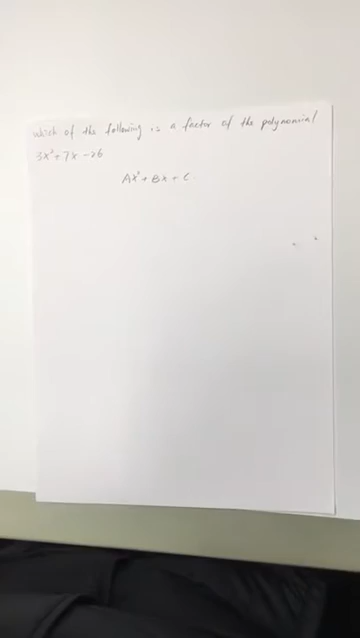 which of the following is a factor of the polynomial
3x²+7x-26
Ax²+Bx+C.